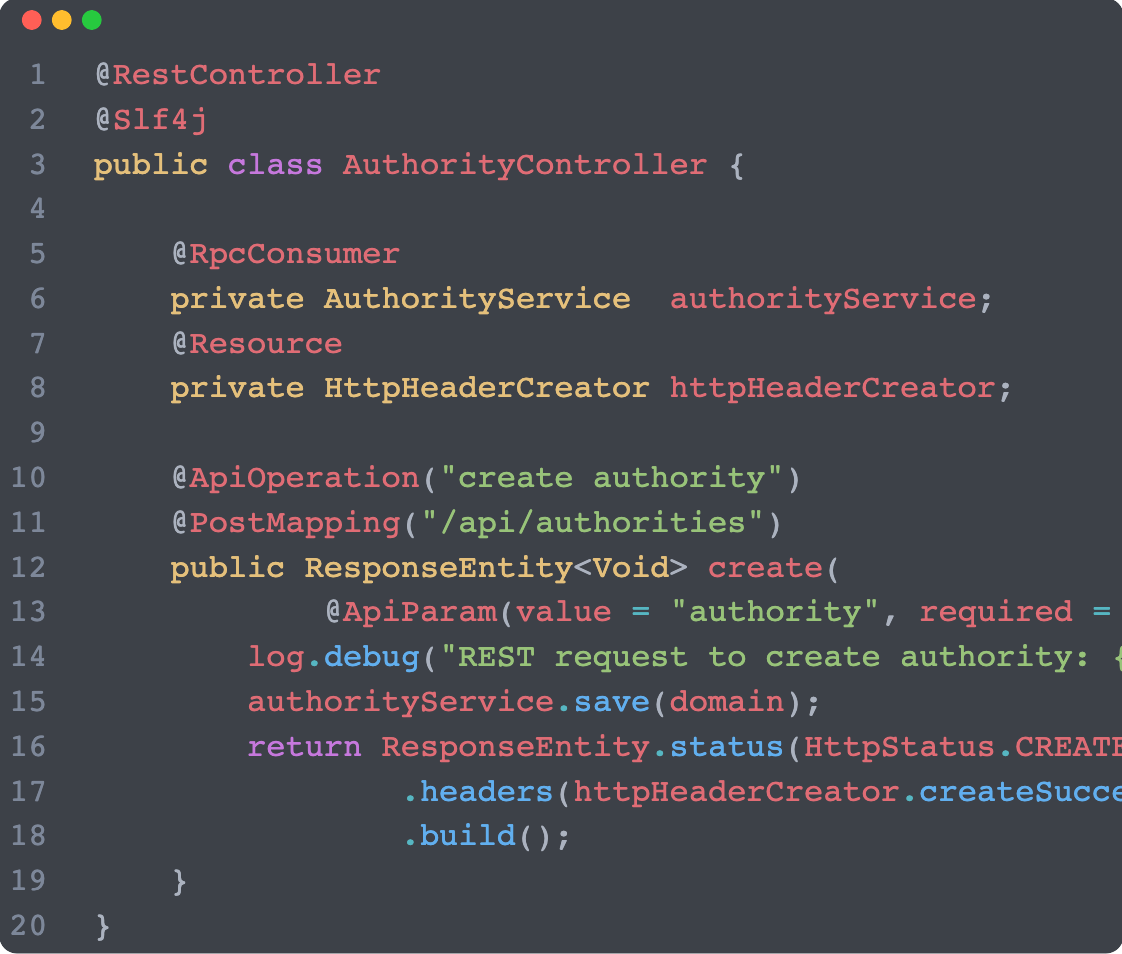 1 @RestController
2 @Slf4j
3 public class AuthorityController {
4
5 @RpcConsumer
6 private AuthorityService  authorityService;
7 @Resource
8 private HttpHeaderCreator httpHeaderCreator;
9
10 @ApiOperation("create authority")
11 @PostMapping("/api/authorities")
12 public ResponseEntity<Void> create(
13 @ApiParam(value = "authority", required =
14 log.debug("REST request to create authority: {
15 authorityService.save(domain);
16 return ResponseEntity.status(HttpStatus.CREATE
17 .headers(httpHeaderCreator.createSucce
18 .build();
19 }
20 }